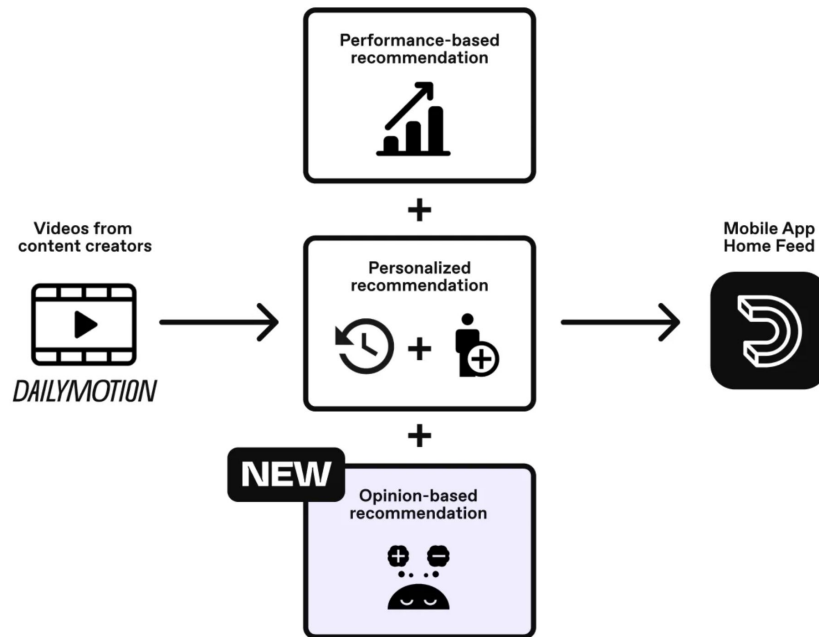 Performance-based
recommendation
+
Videos from
content creators
DAILYMOTION
Personalized
recommendation
+
Mobile App
Home Feed
+
NEW
Opinion-based
recommendation
+ −